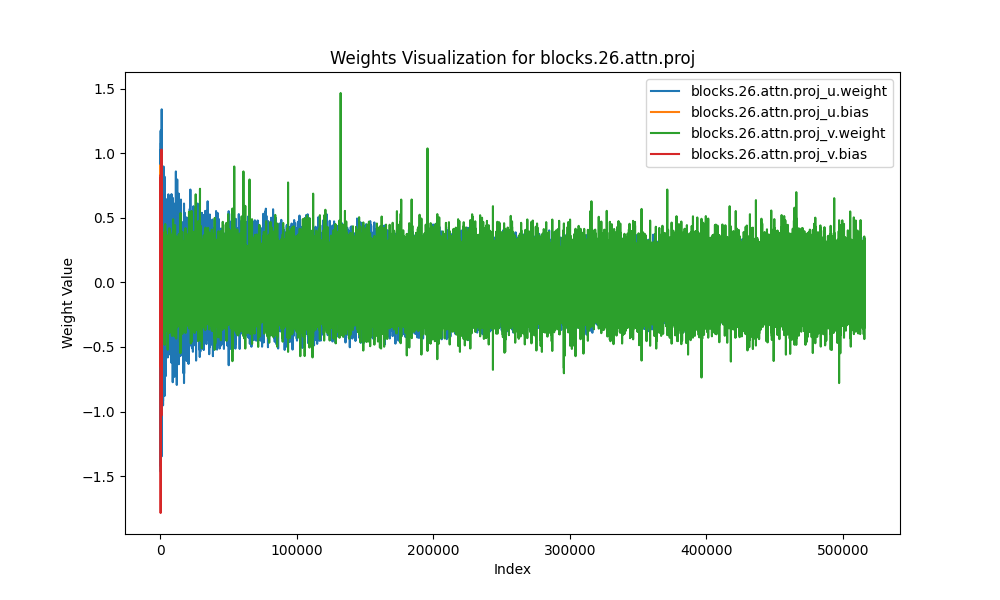 Weights Visualization for blocks.26.attn.proj
blocks.26.attn.proj_u.weight
blocks.26.attn.proj_u.bias
blocks.26.attn.proj_v.weight
blocks.26.attn.proj_v.bias
1.5
1.0
0.5
0.0
−0.5
−1.0
−1.5
Weight Value
0 100000 200000 300000 400000 500000
Index